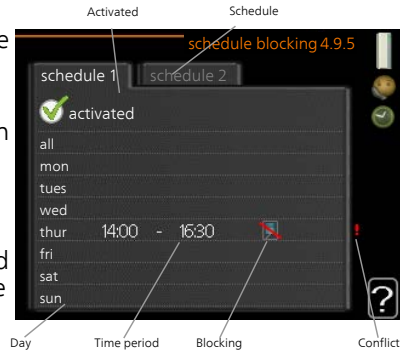 Activated Schedule
e
schedule blocking 4.9.5
schedule 1 schedule 2
activated
n
all
mon
tues
wed
thur 14:00 - 16:30 !
d fri
e sat
sun ?
Day Time period Blocking Conflict